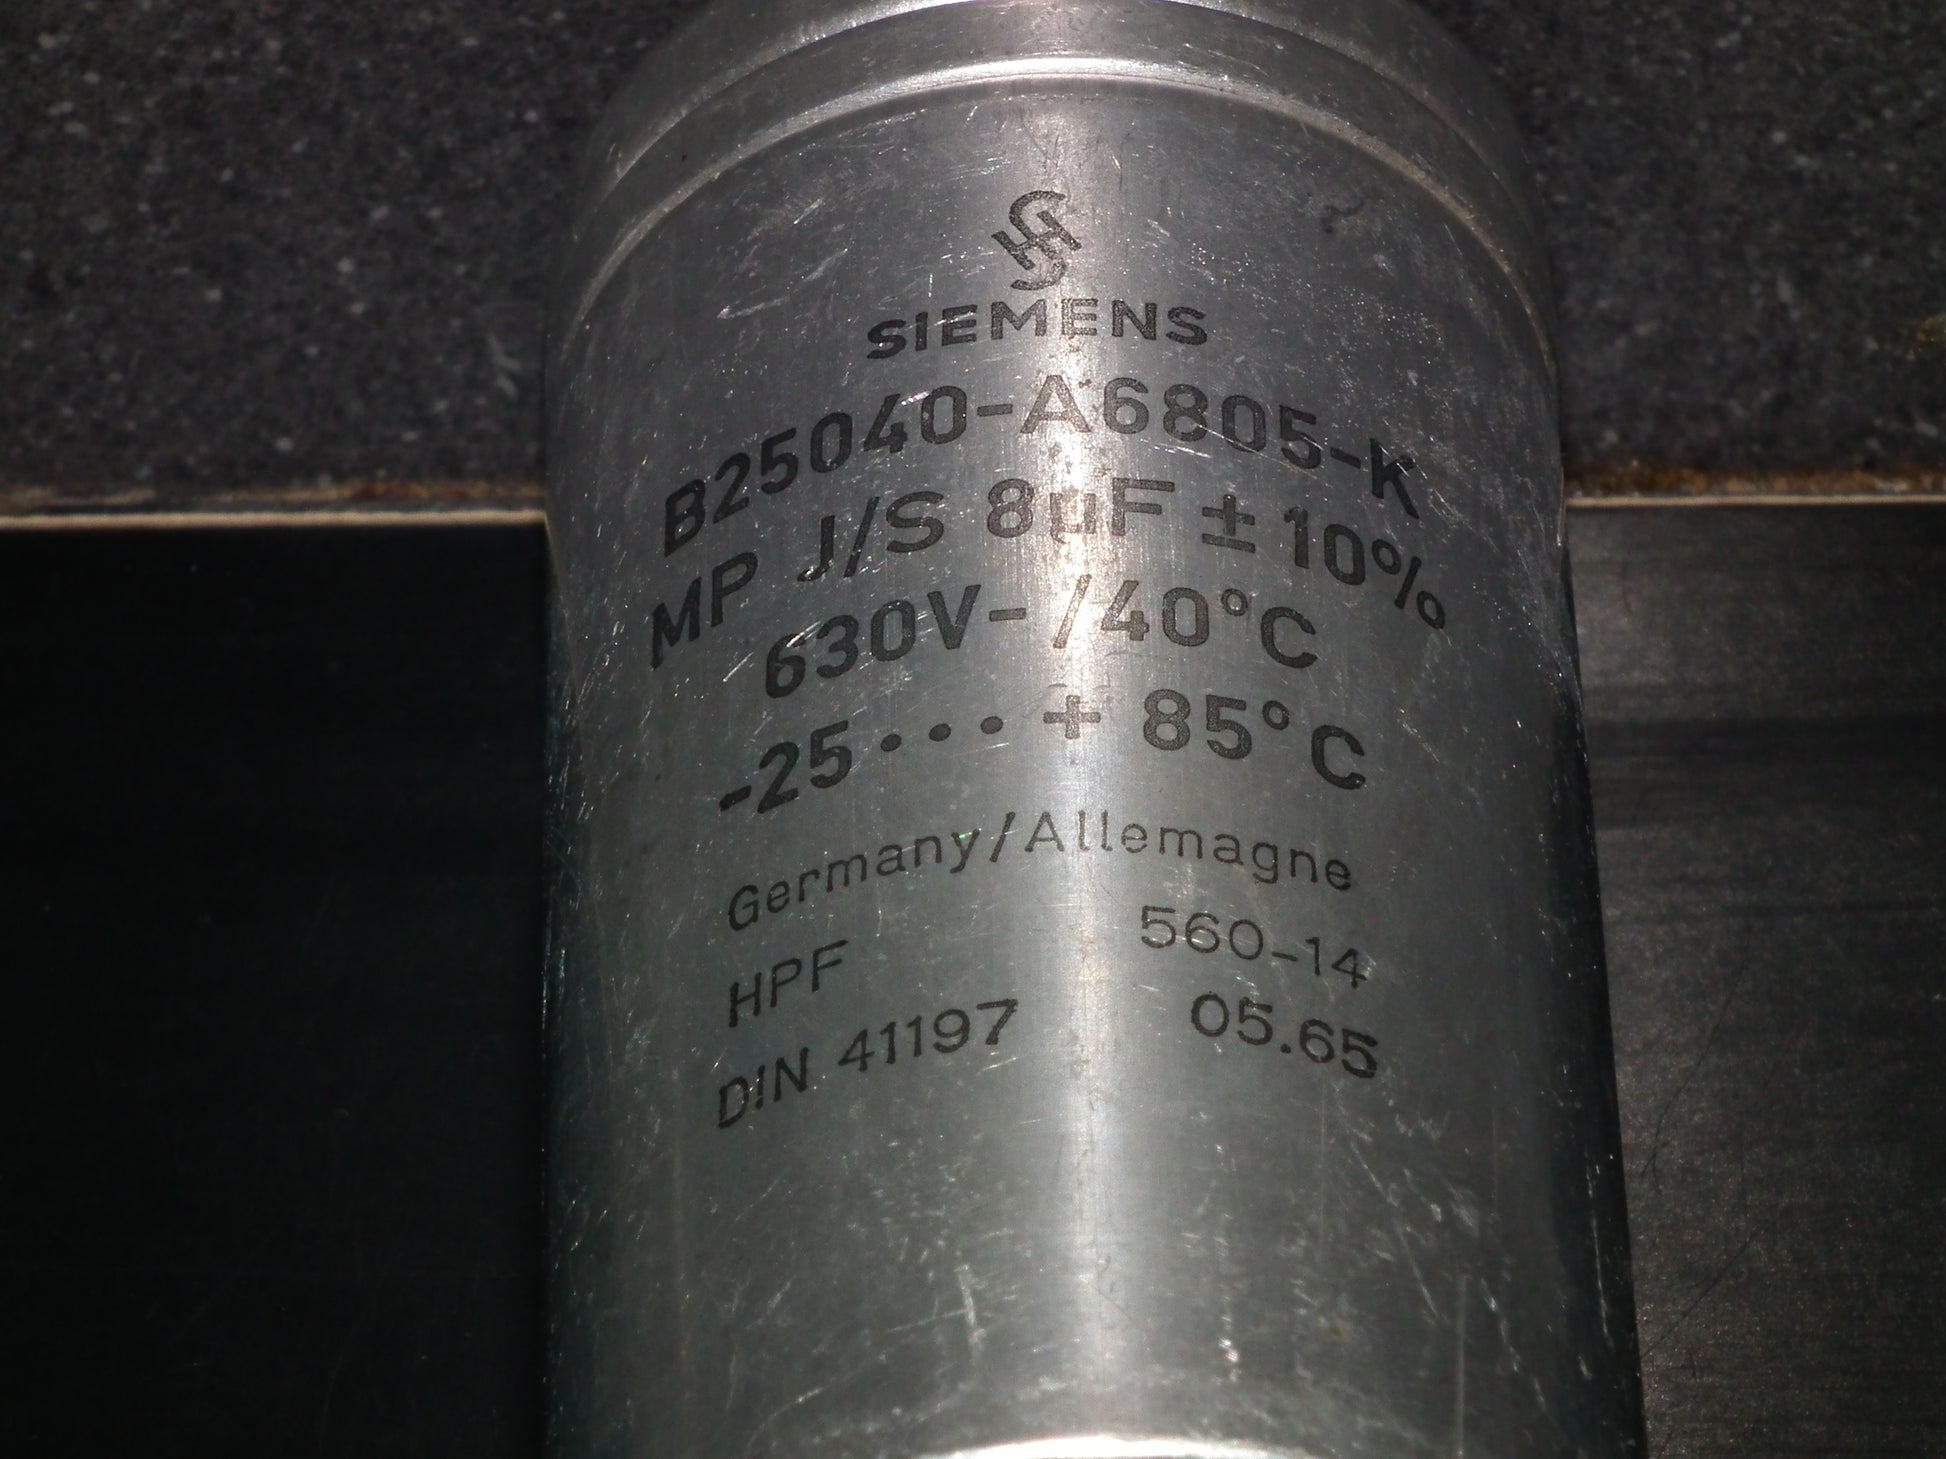 SIEMENS
B25040-A6805-K
MP J/S 8µF ± 10%
630V- /40°C
-25••• + 85°C
Germany/Allemagne
HPF 560-14
DIN 41197 05.65